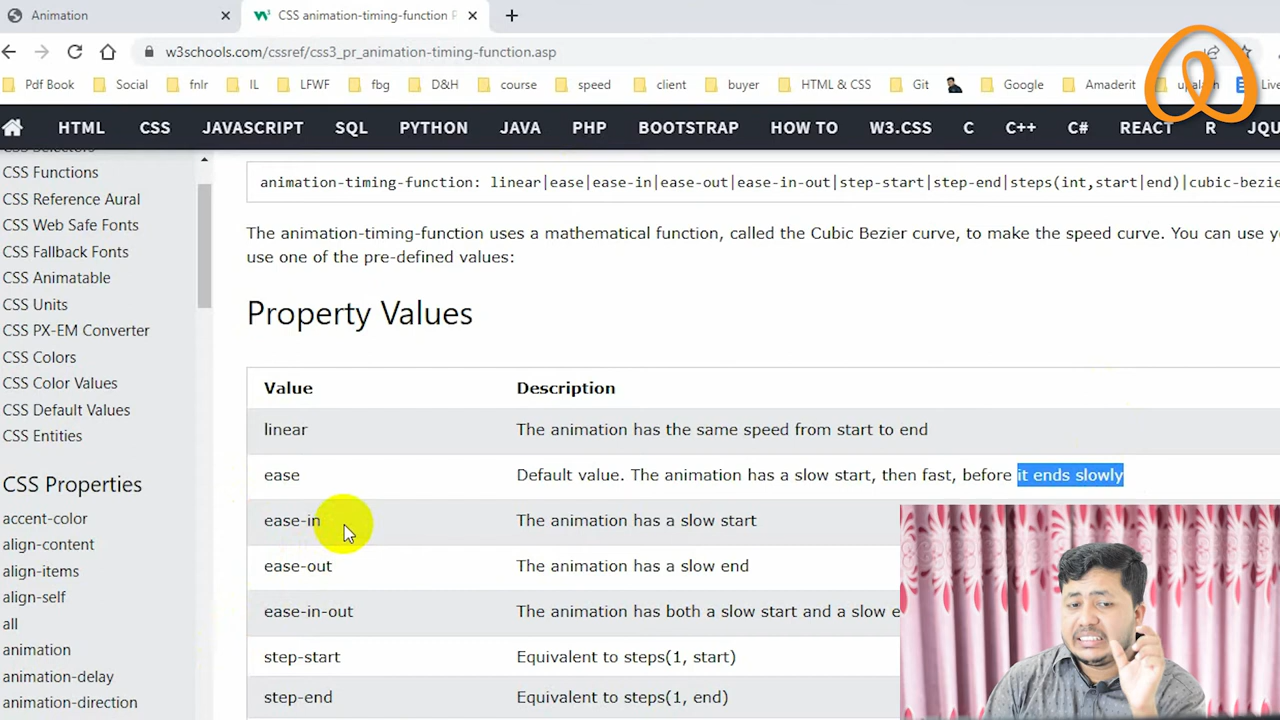 Animation
CSS animation-timing-function P
w3schools.com/cssref/css3_pr_animation-timing-function.asp
Pdf Book Social fnlr IL LFWF fbg D&H course speed client buyer HTML & CSS Git Google Amaderit
HTML CSS JAVASCRIPT SQL PYTHON JAVA PHP BOOTSTRAP HOW TO W3.CSS C C++ C# REACT R JQU
CSS Selectors
CSS Functions
CSS Reference Aural
CSS Web Safe Fonts
CSS Fallback Fonts
CSS Animatable
CSS Units
CSS PX-EM Converter
CSS Colors
CSS Color Values
CSS Default Values
CSS Entities
CSS Properties
accent-color
align-content
align-items
align-self
all
animation
animation-delay
animation-direction
animation-timing-function: linear|ease|ease-in|ease-out|ease-in-out|step-start|step-end|steps(int,start|end)|cubic-bezie
The animation-timing-function uses a mathematical function, called the Cubic Bezier curve, to make the speed curve. You can use yo
use one of the pre-defined values:
Property Values
Value Description
linear The animation has the same speed from start to end
ease Default value. The animation has a slow start, then fast, before it ends slowly
ease-in The animation has a slow start
ease-out The animation has a slow end
ease-in-out The animation has both a slow start and a slow e
step-start Equivalent to steps(1, start)
step-end Equivalent to steps(1, end)